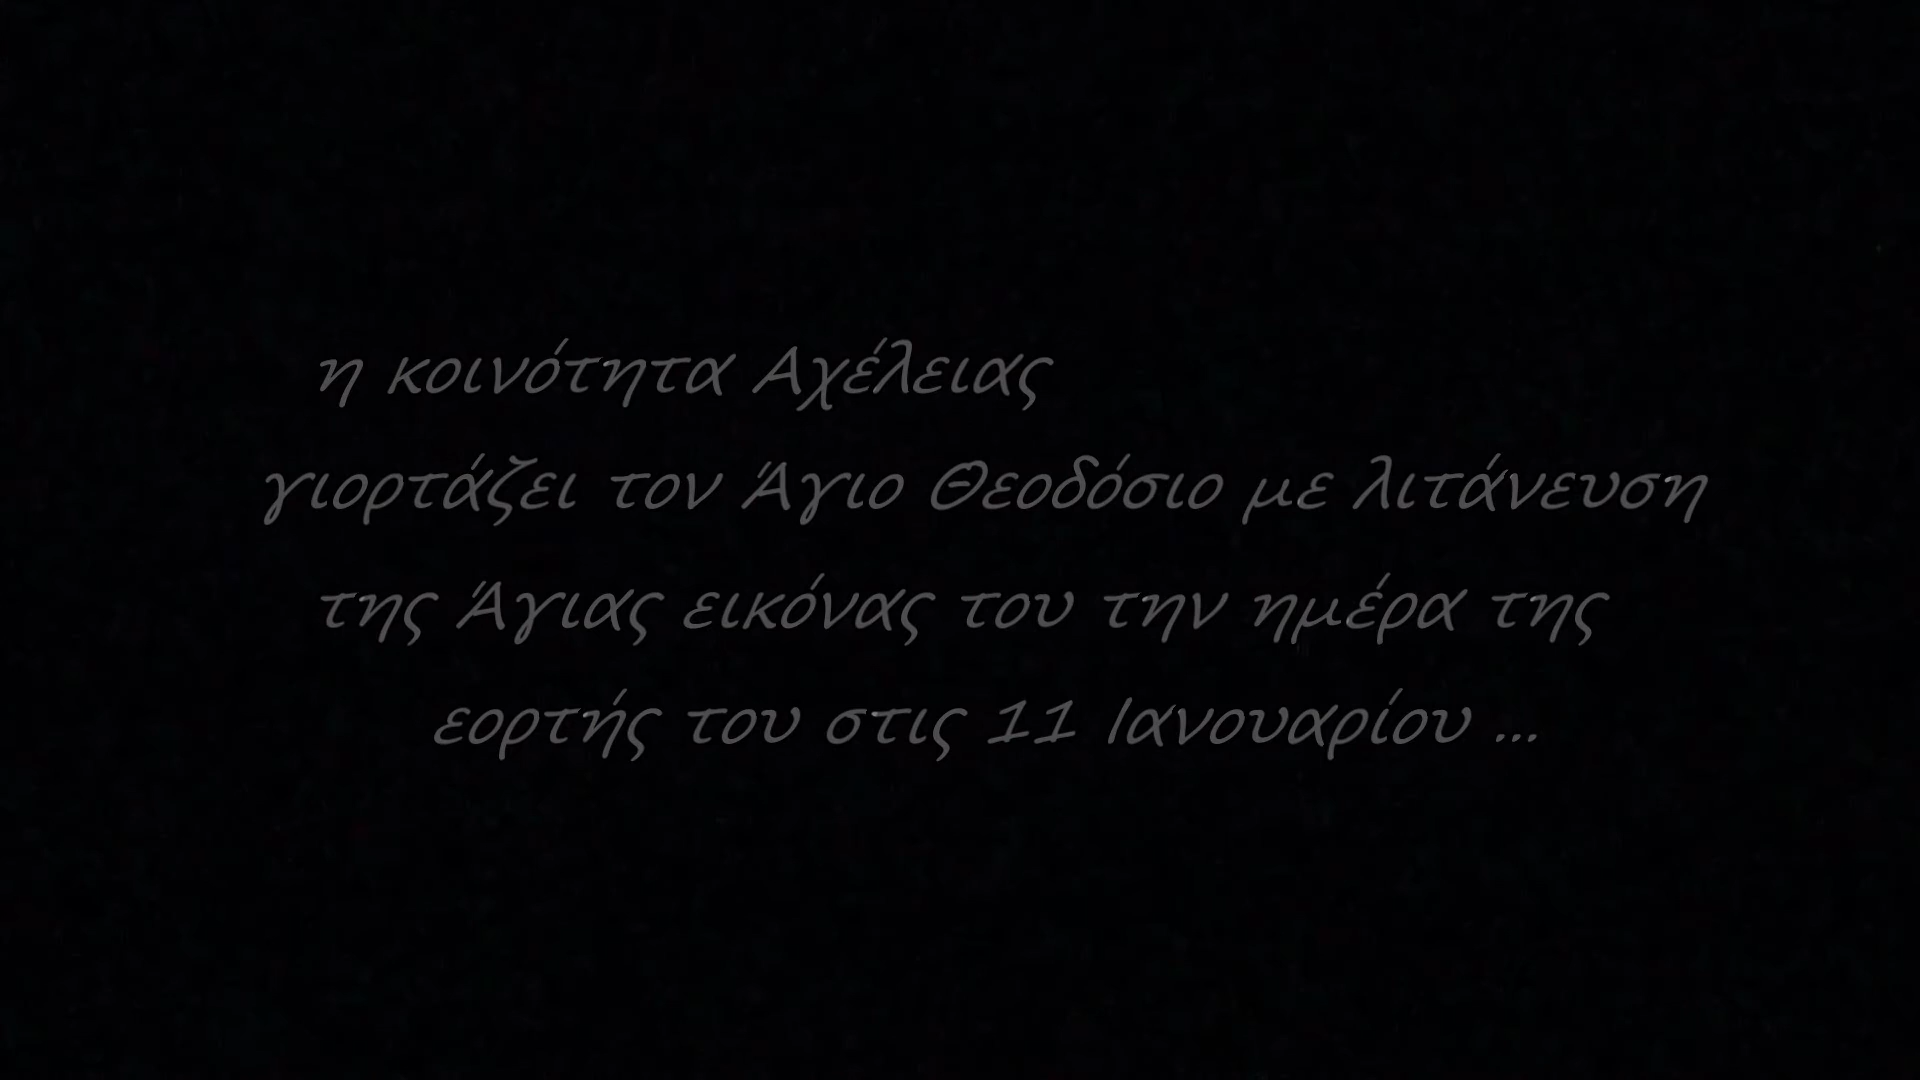 η κοινότητα Αχέλειας
γιορτάζει τον Άγιο Θεοδόσιο με λιτάνευση
της Άγιας εικόνας του την ημέρα της
εορτής του στις 11 Ιανουαρίου ...